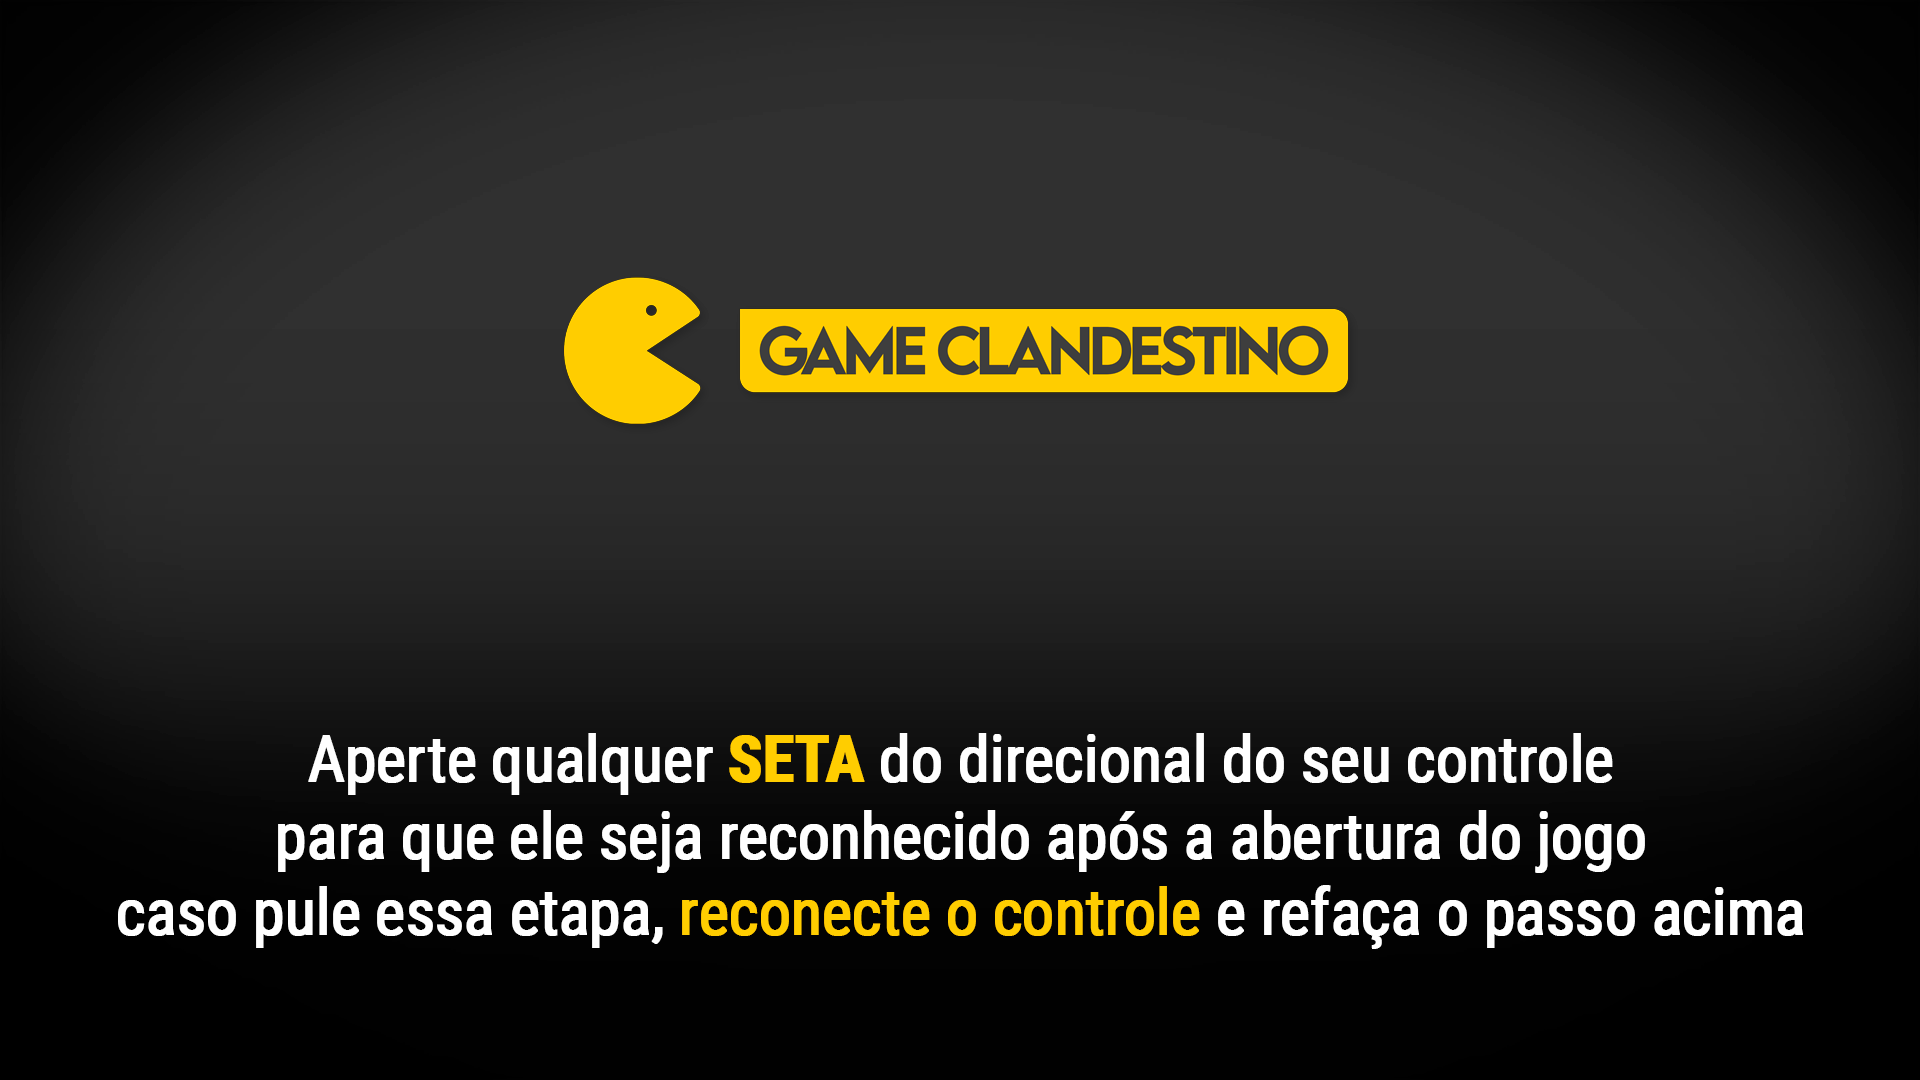 GAME CLANDESTINO
Aperte qualquer SETA do direcional do seu controle
para que ele seja reconhecido após a abertura do jogo
caso pule essa etapa, reconecte o controle e refaça o passo acima